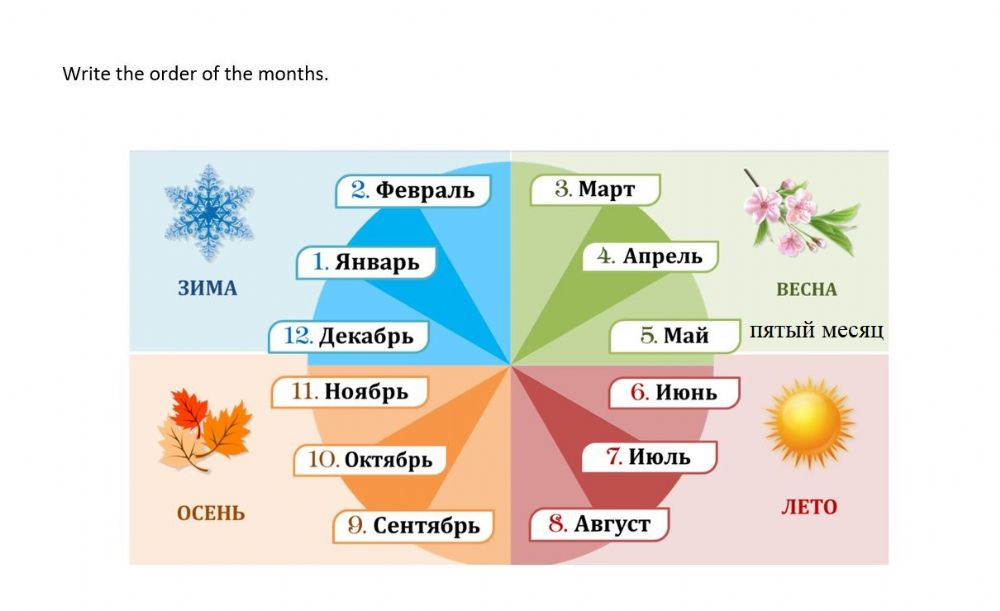 Write the order of the months.
2. Февраль
1. Январь
ЗИМА
12. Декабрь
3. Март
4. Апрель
ВЕСНА
5. Май
пятый месяц
11. Ноябрь
10. Октябрь
ОСЕНЬ
9. Сентябрь
6. Июнь
7. Июль
ЛЕТО
8. Август